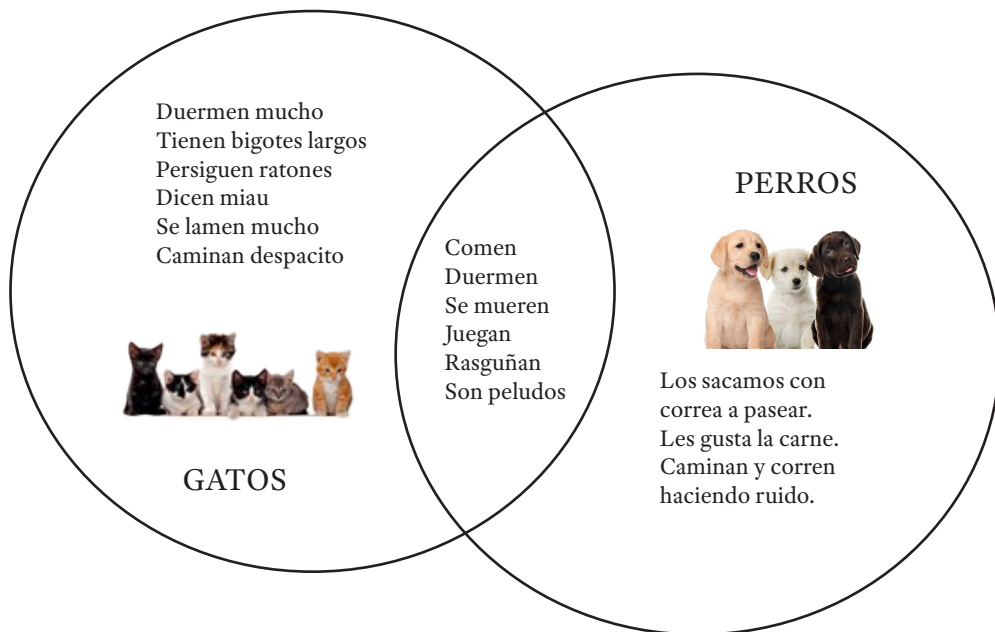 Duermen mucho
Tienen bigotes largos
Persiguen ratones
Dicen miau
Se lamen mucho
Caminan despacito
GATOS
Comen
Duermen
Se mueren
Juegan
Rasguñan
Son peludos
PERROS
Los sacamos con
correa a pasear.
Les gusta la carne.
Caminan y corren
haciendo ruido.